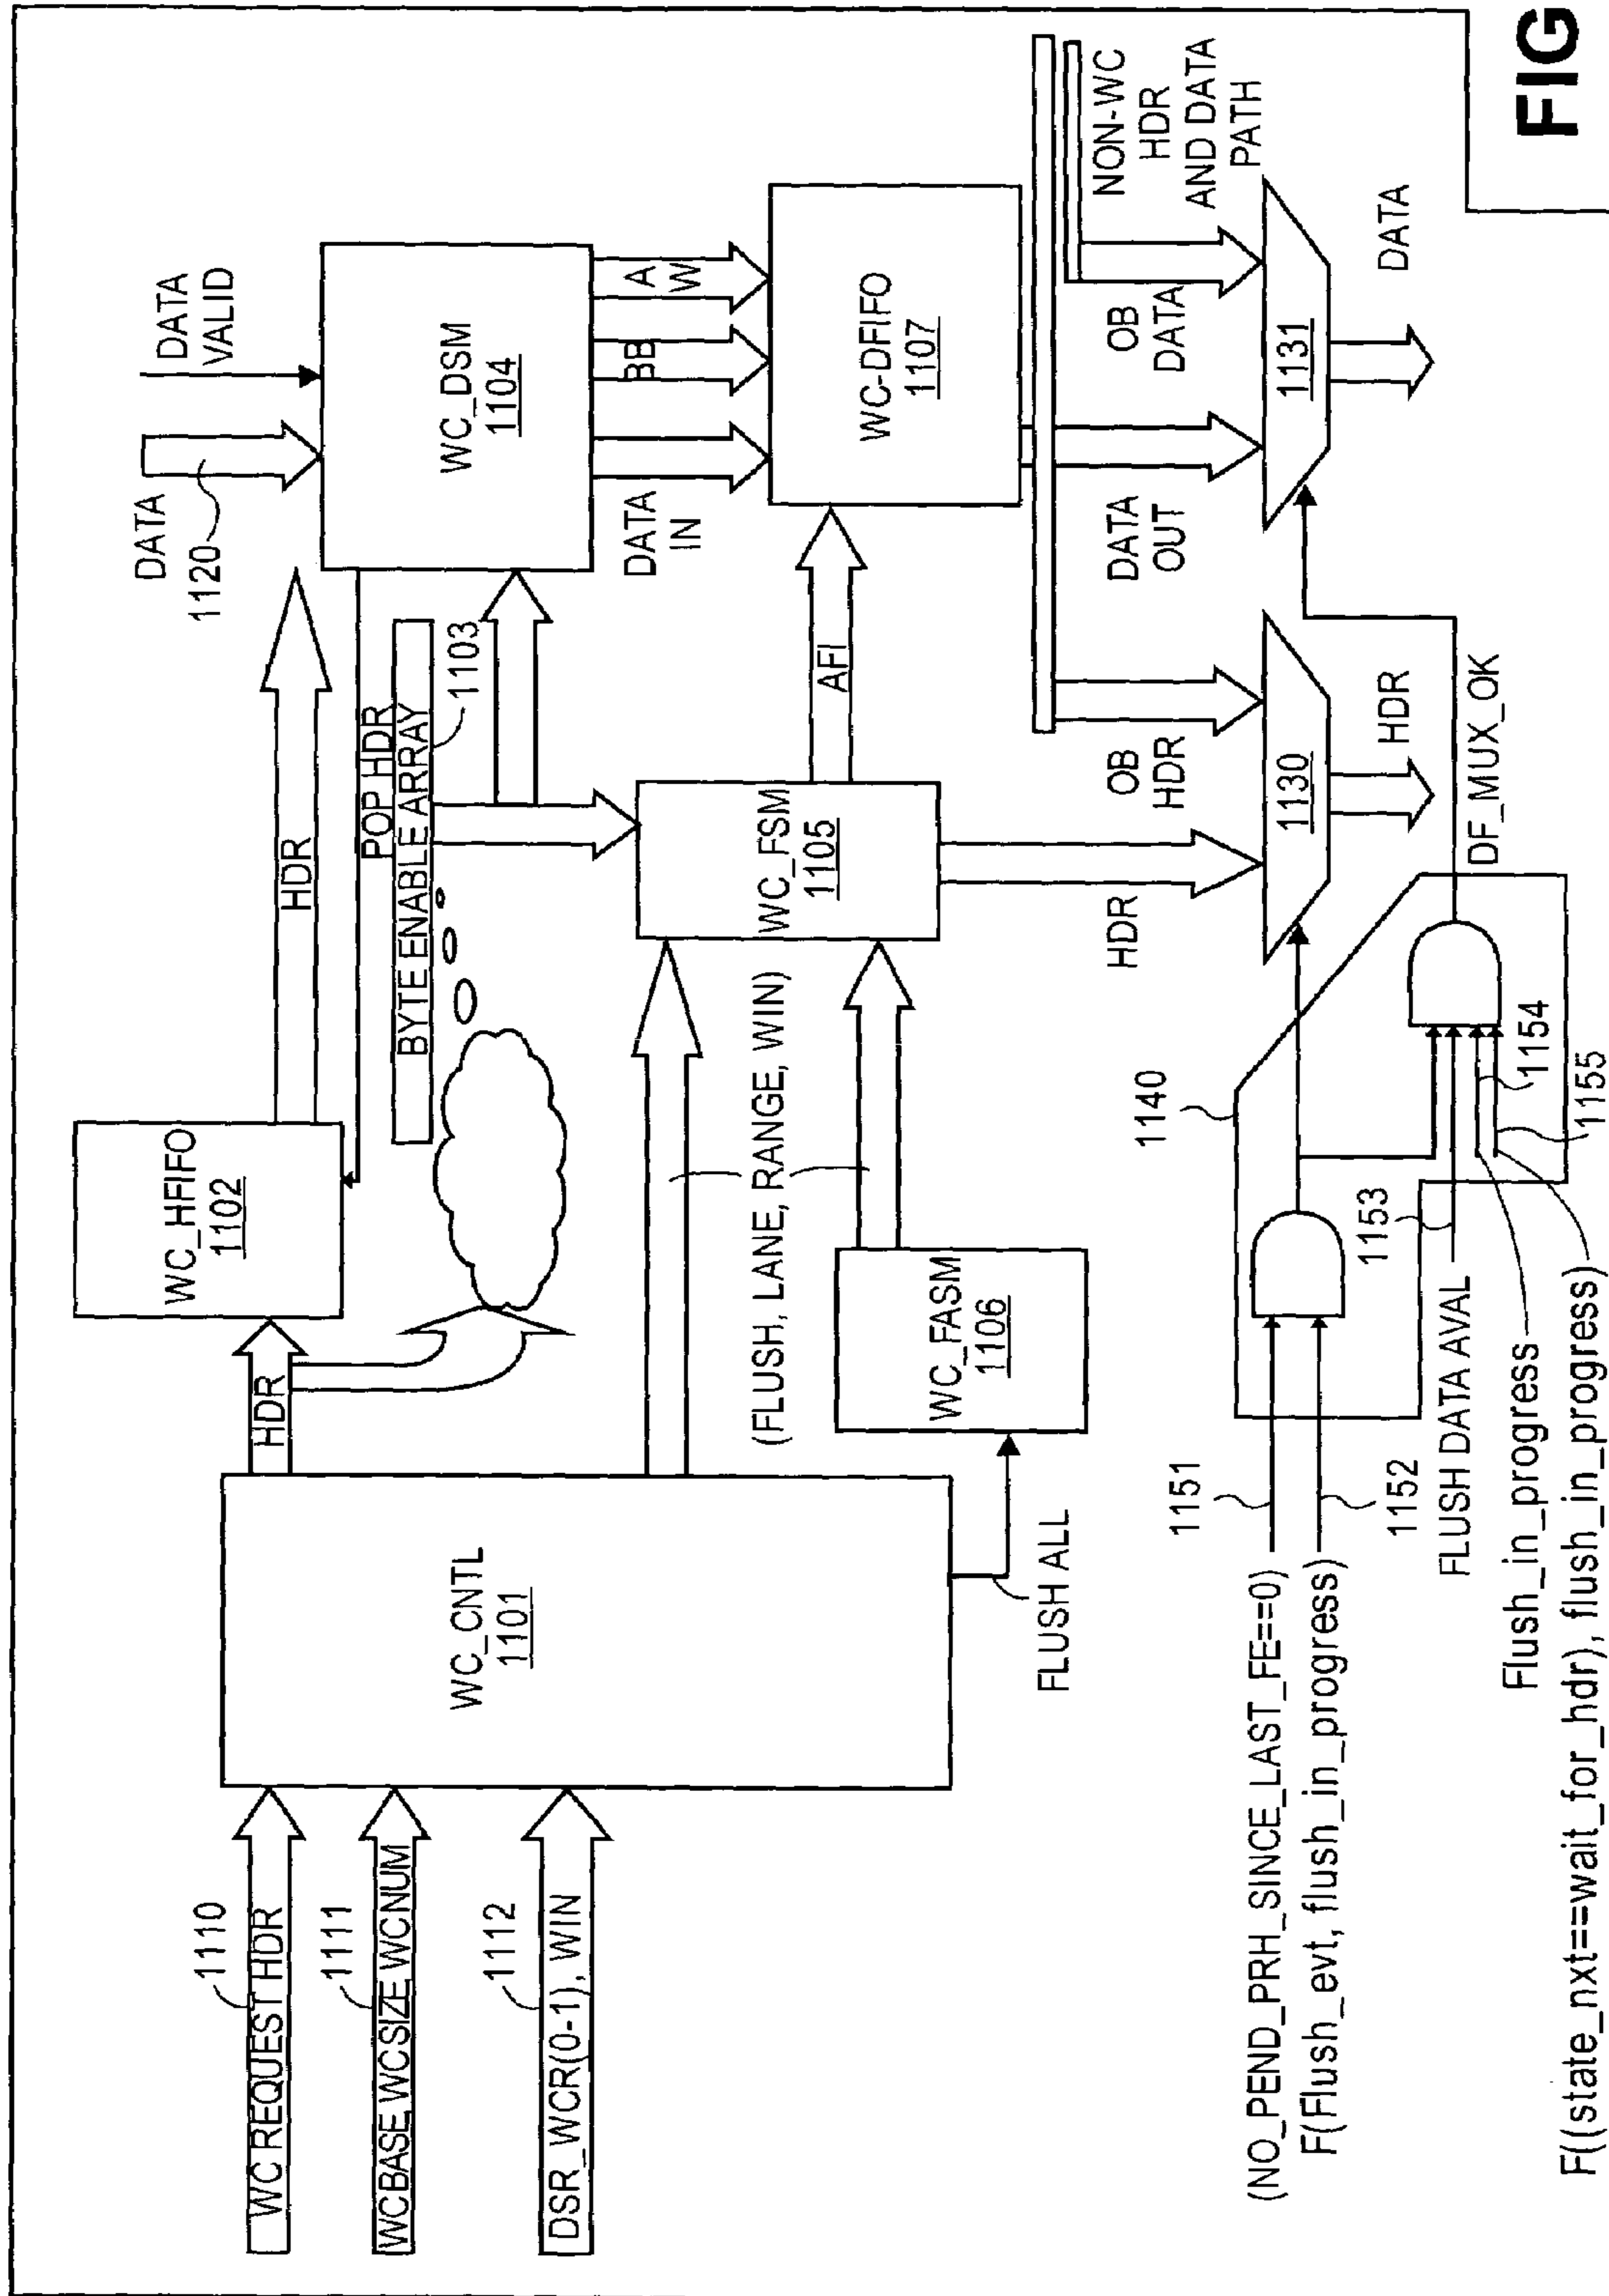 WC REQUEST HDR
1110
WCBASE, WCSIZE WCNUM
1111
DSR_WCR(0-1), WIN
1112
WC_CNTL
1101
HDR
WC_HFIFO
1102
HDR
POP HDR
BYTE ENABLE ARRAY
1103
DATA
1120
DATA
VALID
WC_DSM
1104
DATA
IN
BB
A
W
WC-DFIFO
1107
AFI
WC_FSM
1105
(FLUSH, LANE, RANGE, WIN)
WC_FASM
1106
FLUSH ALL
HDR
OB
HDR
DATA
OUT
OB
DATA
NON-WC
HDR
AND DATA
PATH
1130
HDR
1131
DATA
DF_MUX_OK
1140
(NO_PEND_PRH_SINCE_LAST_FE==0)
1151
F(Flush_evt, flush_in_progress)
1152
FLUSH DATA AVAL
1153
Flush_in_progress
1154
F((state_nxt==wait_for_hdr), flush_in_progress)
1155
FIG